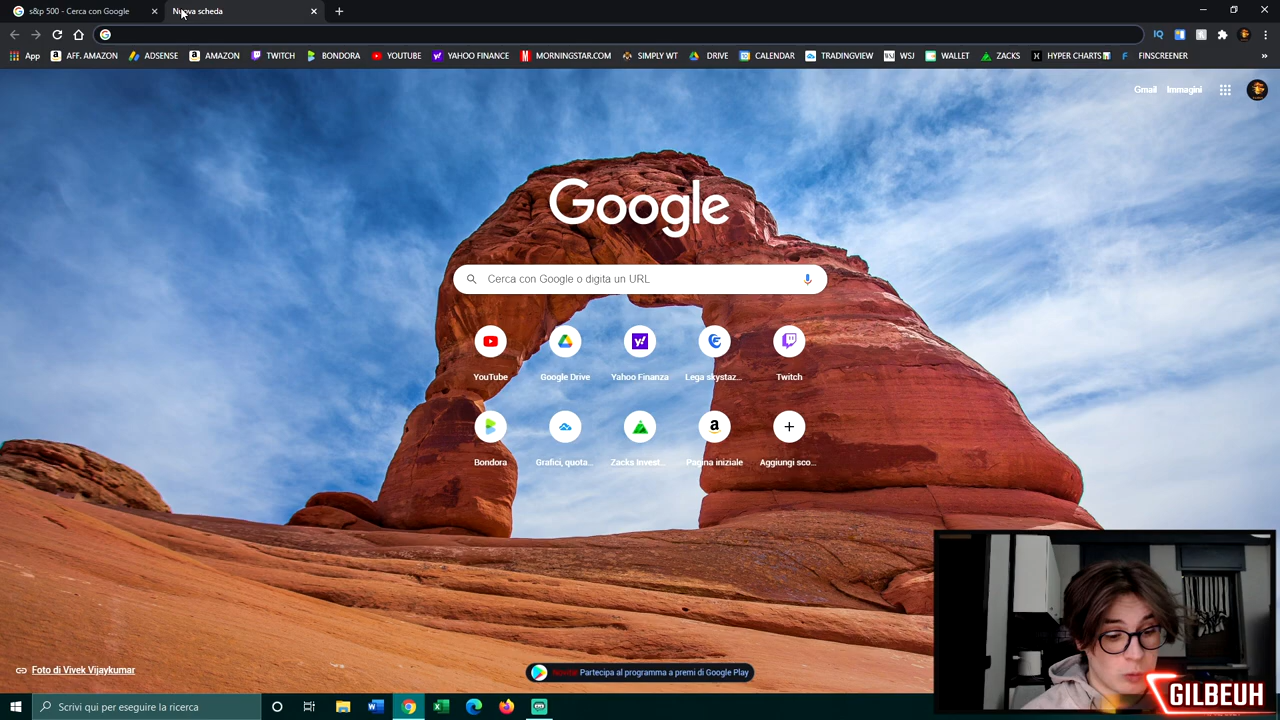 s&p 500 - Cerca con Google
Nuova scheda
App
AFF. AMAZON
ADSENSE
AMAZON
TWITCH
BONDORA
YOUTUBE
YAHOO FINANCE
MORNINGSTAR.COM
SIMPLY WT
DRIVE
CALENDAR
TRADINGVIEW
WSJ
WALLET
ZACKS
HYPER CHARTS
FINSCREENER
Gmail
Immagini
Google
Cerca con Google o digita un URL
YouTube
Google Drive
Yahoo Finanza
Lega skystaz...
Twitch
Bondora
Grafici, quota...
Zacks Invest...
Pagina iniziale
Aggiungi sco...
Foto di Vivek Vijaykumar
Novità! Partecipa al programma a premi di Google Play
GILBEUH
Scrivi qui per eseguire la ricerca